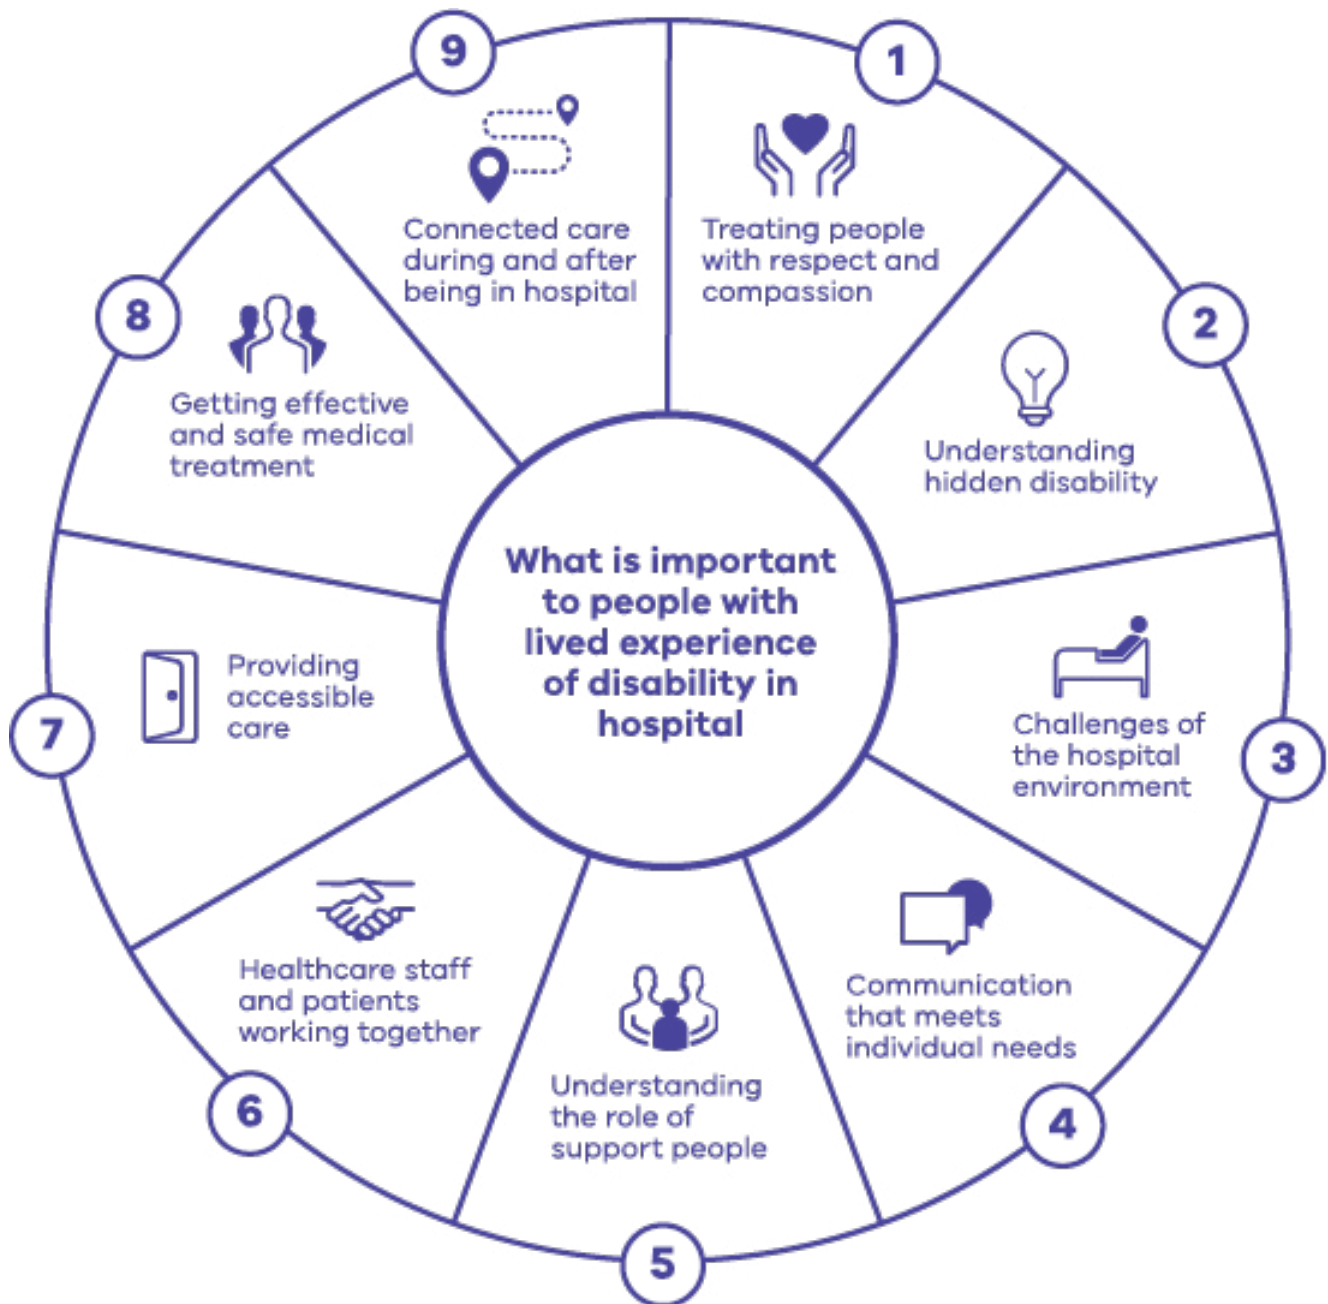 What is important
to people with
lived experience
of disability in
hospital
1
Treating people
with respect and
compassion
2
Understanding
hidden disability
3
Challenges of
the hospital
environment
4
Communication
that meets
individual needs
5
Understanding
the role of
support people
6
Healthcare staff
and patients
working together
7
Providing
accessible
care
8
Getting effective
and safe medical
treatment
9
Connected care
during and after
being in hospital